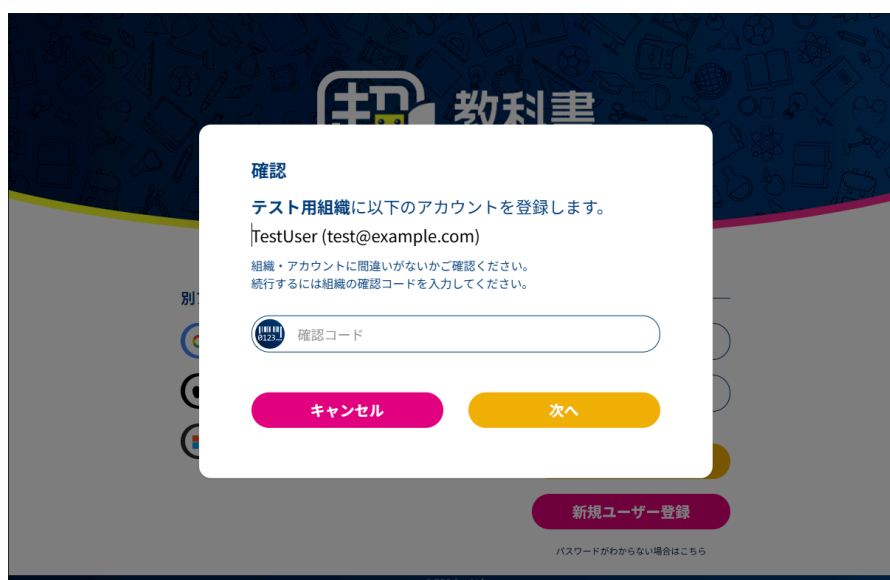 超 教科書
確認
テスト用組織に以下のアカウントを登録します。
TestUser (test@example.com)
組織・アカウントに間違いがないかご確認ください。
続行するには組織の確認コードを入力してください。
別
0123...
確認コード
キャンセル
次へ
新規ユーザー登録
パスワードがわからない場合はこちら